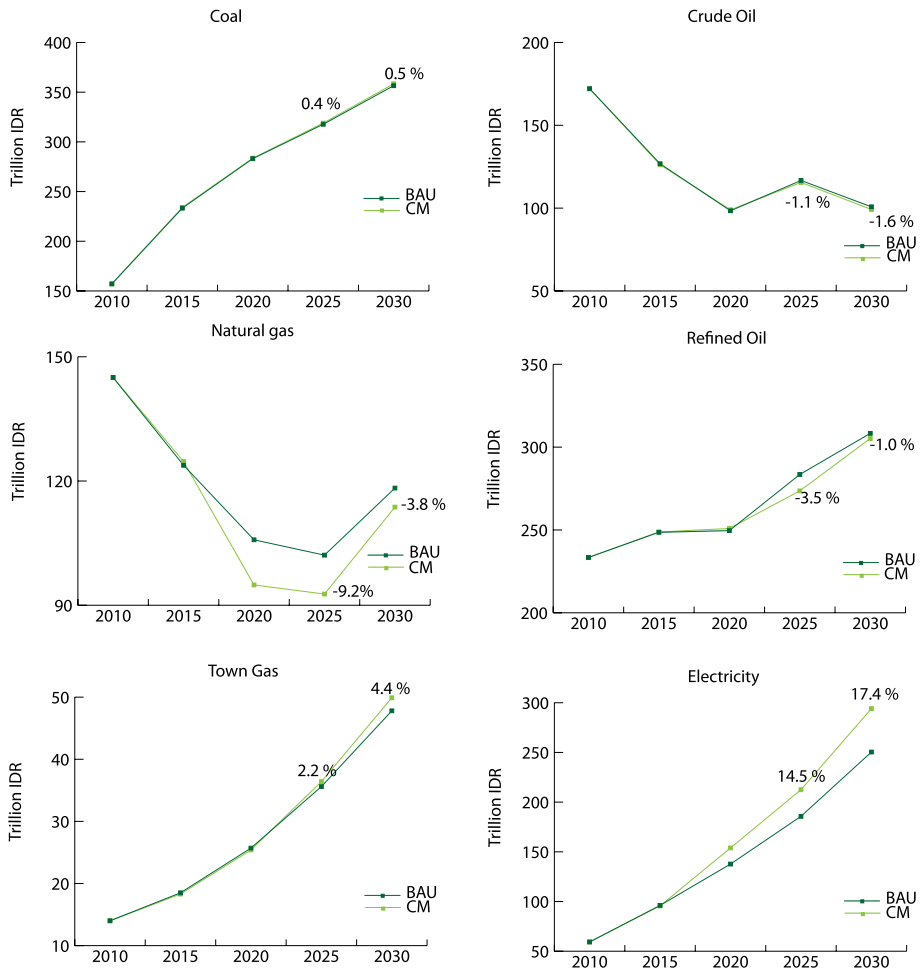 Coal
Trillion IDR
400
350
300
250
200
150
0.4 %
0.5 %
BAU
CM
2010 2015 2020 2025 2030
Crude Oil
Trillion IDR
200
150
100
50
-1.1 %
-1.6 %
BAU
CM
2010 2015 2020 2025 2030
Natural gas
Trillion IDR
150
120
90
-3.8 %
-9.2%
BAU
CM
2010 2015 2020 2025 2030
Refined Oil
Trillion IDR
350
300
250
200
-1.0 %
-3.5 %
BAU
CM
2010 2015 2020 2025 2030
Town Gas
Trillion IDR
50
40
30
20
10
4.4 %
2.2 %
BAU
CM
2010 2015 2020 2025 2030
Electricity
Trillion IDR
300
250
200
150
100
50
17.4 %
14.5 %
BAU
CM
2010 2015 2020 2025 2030